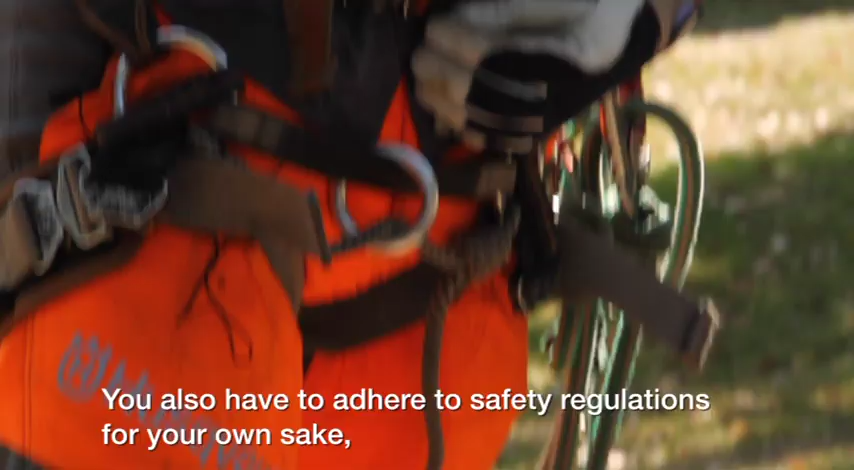 You also have to adhere to safety regulations
for your own sake,